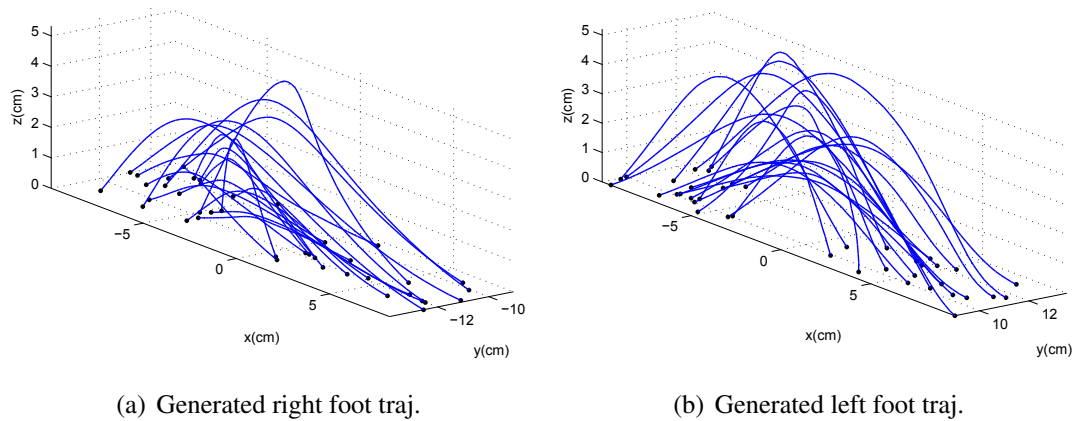 5
4
3
2
1
0
z(cm)
−5
0
5
x(cm)
−12
−10
y(cm)
(a) Generated right foot traj.
5
4
3
2
1
0
z(cm)
−5
0
5
x(cm)
10
12
y(cm)
(b) Generated left foot traj.